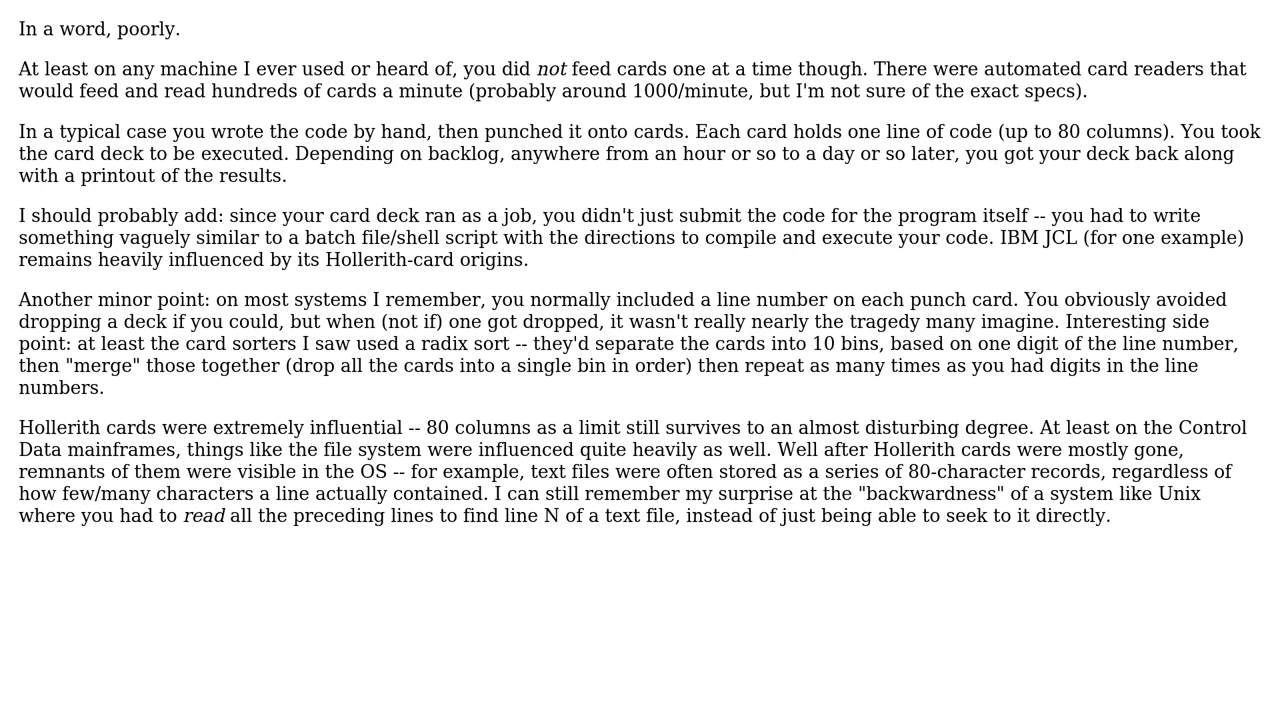 In a word, poorly.
At least on any machine I ever used or heard of, you did not feed cards one at a time though. There were automated card readers that
would feed and read hundreds of cards a minute (probably around 1000/minute, but I'm not sure of the exact specs).
In a typical case you wrote the code by hand, then punched it onto cards. Each card holds one line of code (up to 80 columns). You took
the card deck to be executed. Depending on backlog, anywhere from an hour or so to a day or so later, you got your deck back along
with a printout of the results.
I should probably add: since your card deck ran as a job, you didn't just submit the code for the program itself -- you had to write
something vaguely similar to a batch file/shell script with the directions to compile and execute your code. IBM JCL (for one example)
remains heavily influenced by its Hollerith-card origins.
Another minor point: on most systems I remember, you normally included a line number on each punch card. You obviously avoided
dropping a deck if you could, but when (not if) one got dropped, it wasn't really nearly the tragedy many imagine. Interesting side
point: at least the card sorters I saw used a radix sort -- they'd separate the cards into 10 bins, based on one digit of the line number,
then "merge" those together (drop all the cards into a single bin in order) then repeat as many times as you had digits in the line
numbers.
Hollerith cards were extremely influential -- 80 columns as a limit still survives to an almost disturbing degree. At least on the Control
Data mainframes, things like the file system were influenced quite heavily as well. Well after Hollerith cards were mostly gone,
remnants of them were visible in the OS -- for example, text files were often stored as a series of 80-character records, regardless of
how few/many characters a line actually contained. I can still remember my surprise at the "backwardness" of a system like Unix
where you had to read all the preceding lines to find line N of a text file, instead of just being able to seek to it directly.